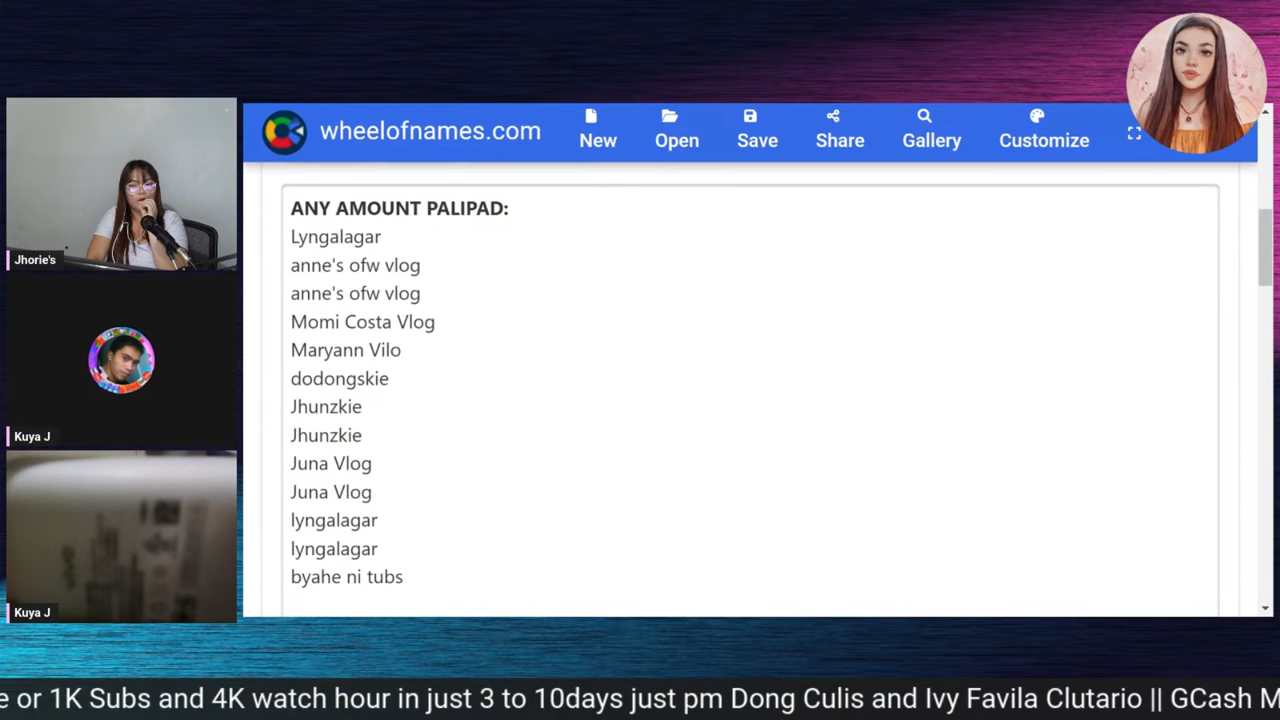 wheelofnames.com
New
Open
Save
Share
Gallery
Customize
ANY AMOUNT PALIPAD:
Lyngalagar
anne's ofw vlog
anne's ofw vlog
Momi Costa Vlog
Maryann Vilo
dodongskie
Jhunzkie
Jhunzkie
Juna Vlog
Juna Vlog
lyngalagar
lyngalagar
byahe ni tubs
Jhorie's
Kuya J
Kuya J
e or 1K Subs and 4K watch hour in just 3 to 10days just pm Dong Culis and Ivy Favila Clutario || GCash M